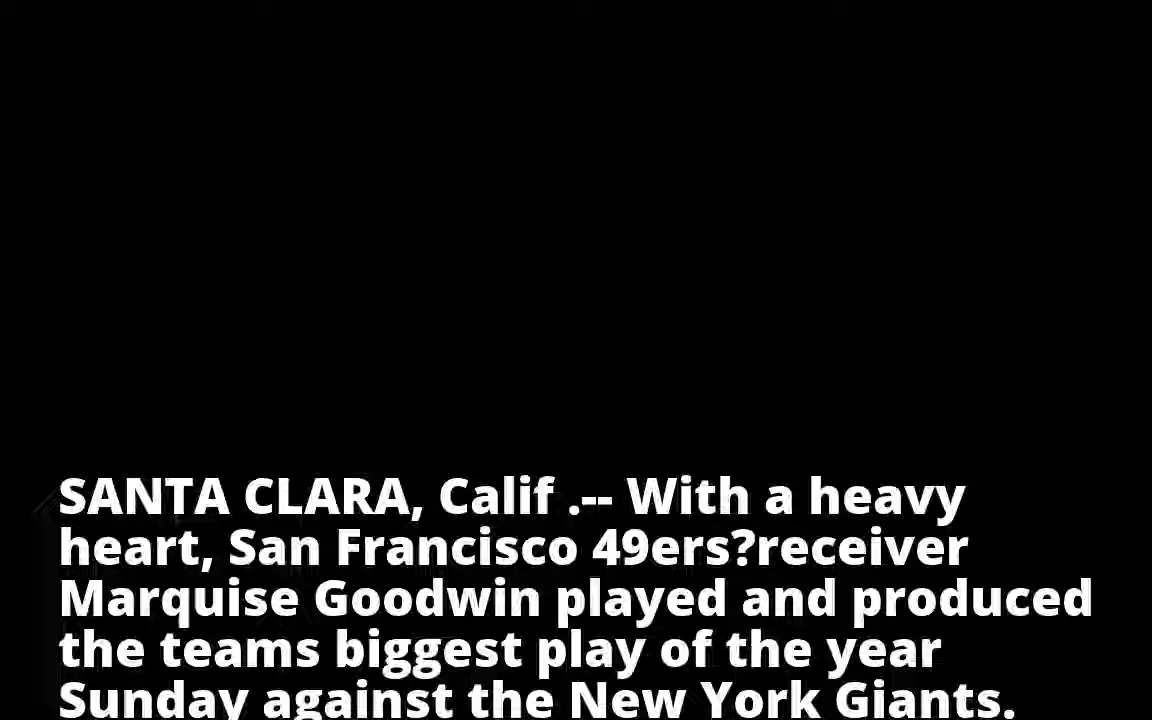 SANTA CLARA, Calif .-- With a heavy
heart, San Francisco 49ers?receiver
Marquise Goodwin played and produced
the teams biggest play of the year
Sunday against the New York Giants.